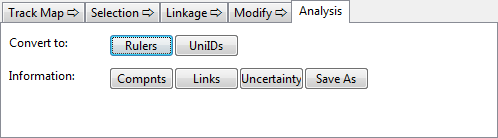 Track Map Selection Linkage Modify Analysis
Convert to: Rulers UniIDs
Information: Compnts Links Uncertainty Save As